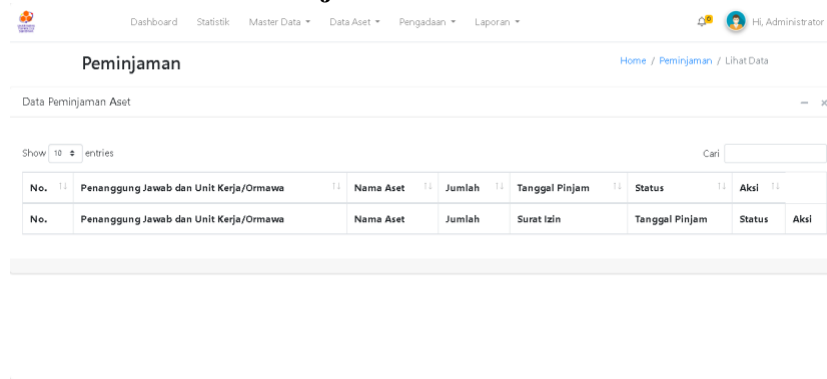 Dashboard Statistik Master Data Data Aset Pengadaan Laporan 0 Hi, Administrator
Peminjaman Home / Peminjaman / Lihat Data
Data Peminjaman Aset
Show 10 entries Cari
No. Penanggung Jawab dan Unit Kerja/Ormawa Nama Aset Jumlah Tanggal Pinjam Status Aksi
No. Penanggung Jawab dan Unit Kerja/Ormawa Nama Aset Jumlah Surat Izin Tanggal Pinjam Status Aksi